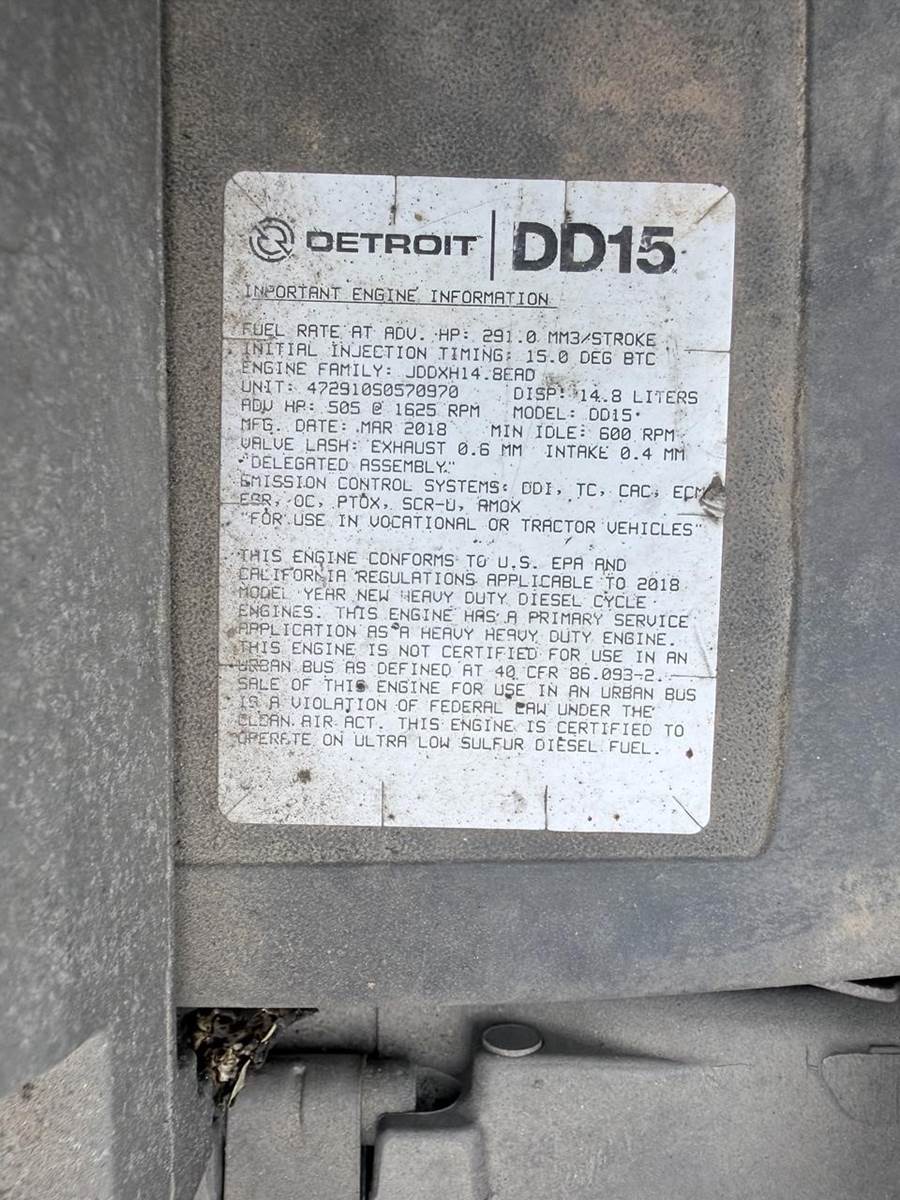 DETROIT DD15
IMPORTANT ENGINE INFORMATION
FUEL RATE AT ADV. HP: 291.0 MM3/STROKE
INITIAL INJECTION TIMING: 15.0 DEG BTC
ENGINE FAMILY: JDDXH14.8EAD
UNIT: 472910S0570970 DISP: 14.8 LITERS
ADV HP: 505 @ 1625 RPM MODEL: DD15
MFG. DATE: MAR 2018 MIN IDLE: 600 RPM
VALVE LASH: EXHAUST 0.6 MM INTAKE 0.4 MM
"DELEGATED ASSEMBLY"
EMISSION CONTROL SYSTEMS: DDI, TC, CAC, ECM
EGR, OC, PTOX, SCR-U, AMOX
"FOR USE IN VOCATIONAL OR TRACTOR VEHICLES"
THIS ENGINE CONFORMS TO U.S. EPA AND
CALIFORNIA REGULATIONS APPLICABLE TO 2018
MODEL YEAR NEW HEAVY DUTY DIESEL CYCLE
ENGINES. THIS ENGINE HAS A PRIMARY SERVICE
APPLICATION AS A HEAVY HEAVY DUTY ENGINE.
THIS ENGINE IS NOT CERTIFIED FOR USE IN AN
URBAN BUS AS DEFINED AT 40 CFR 86.093-2.
SALE OF THIS ENGINE FOR USE IN AN URBAN BUS
IS A VIOLATION OF FEDERAL LAW UNDER THE
CLEAN AIR ACT. THIS ENGINE IS CERTIFIED TO
OPERATE ON ULTRA LOW SULFUR DIESEL FUEL.